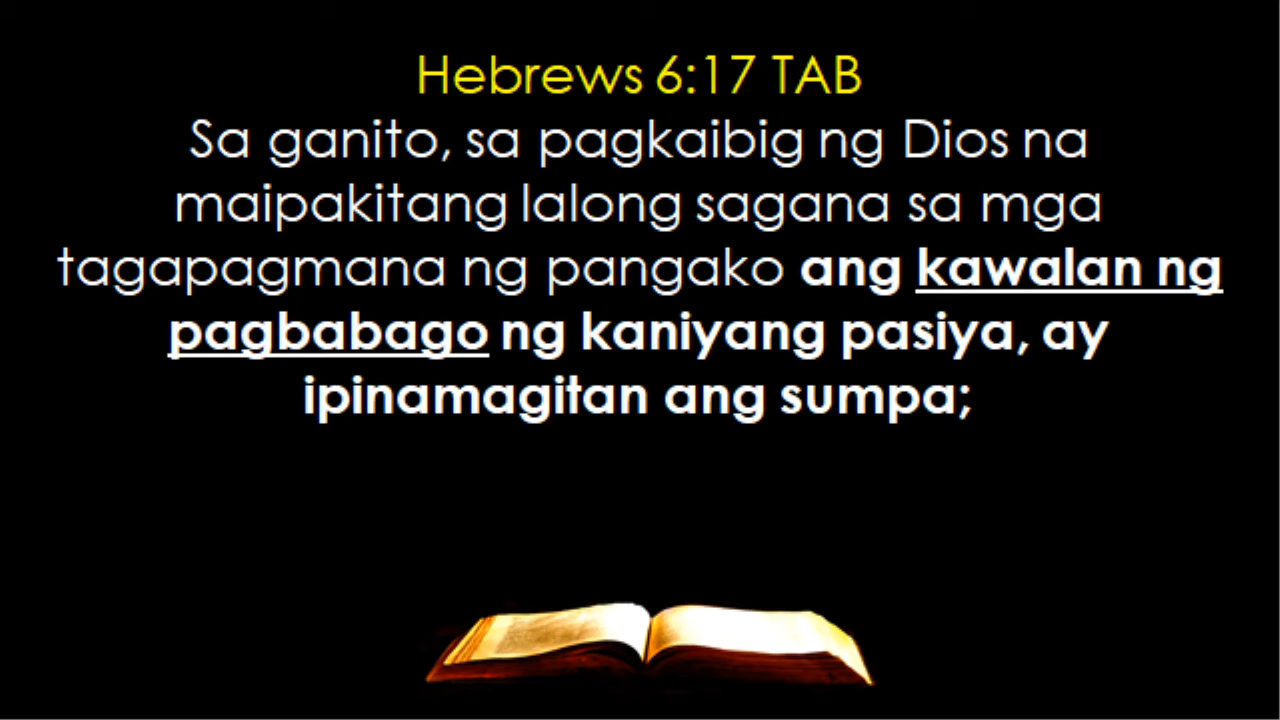 Hebrews 6:17 TAB
Sa ganito, sa pagkaibig ng Dios na
maipakitang lalong sagana sa mga
tagapagmana ng pangako ang kawalan ng
pagbabago ng kaniyang pasiya, ay
ipinamagitan ang sumpa;